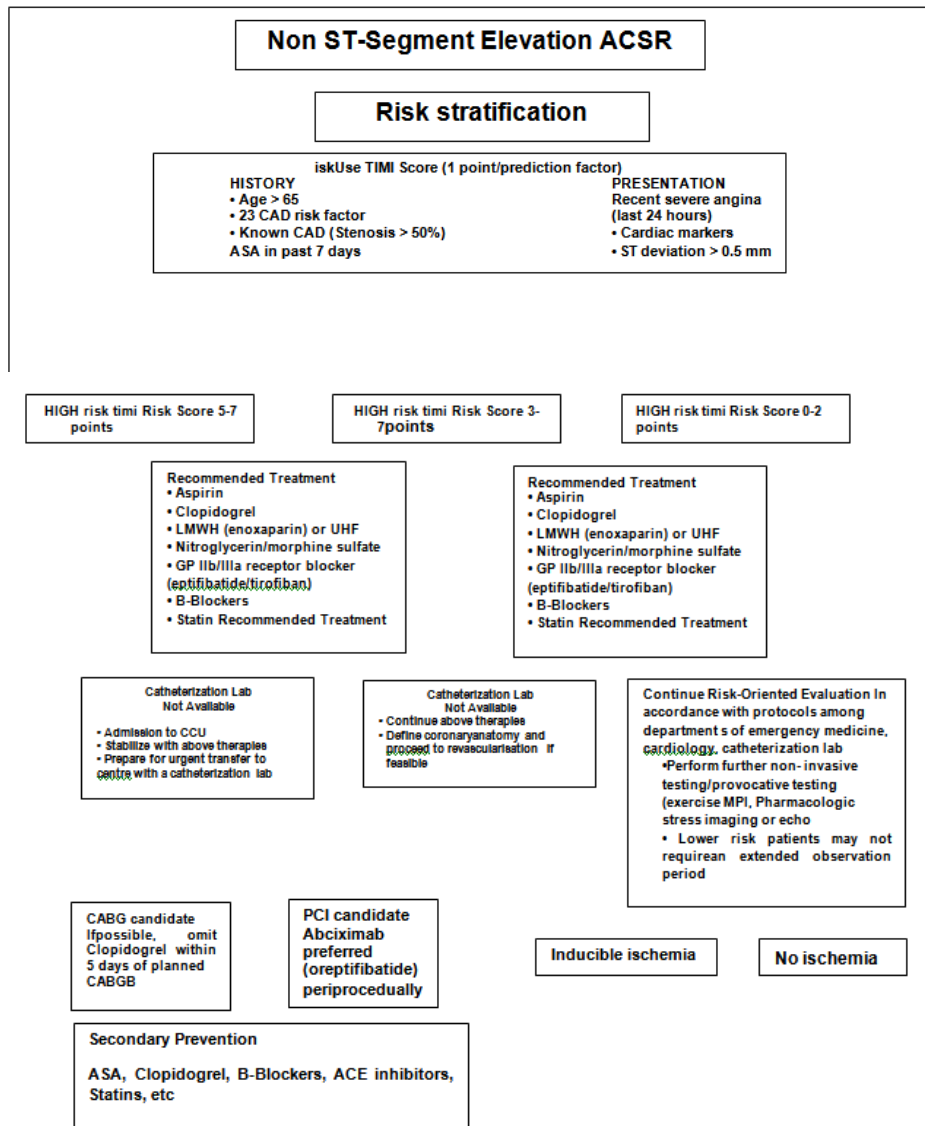 Non ST-Segment Elevation ACSR
Risk stratification
iskUse TIMI Score (1 point/prediction factor)
HISTORY
• Age > 65
• 23 CAD risk factor
• Known CAD (Stenosis > 50%)
ASA in past 7 days
PRESENTATION
Recent severe angina
(last 24 hours)
• Cardiac markers
• ST deviation > 0.5 mm
HIGH risk timi Risk Score 5-7
points
HIGH risk timi Risk Score 3-
7points
HIGH risk timi Risk Score 0-2
points
Recommended Treatment
• Aspirin
• Clopidogrel
• LMWH (enoxaparin) or UHF
• Nitroglycerin/morphine sulfate
• GP IIb/IIIa receptor blocker
(eptifibatide/tirofiban)
• B-Blockers
• Statin Recommended Treatment
Recommended Treatment
• Aspirin
• Clopidogrel
• LMWH (enoxaparin) or UHF
• Nitroglycerin/morphine sulfate
• GP IIb/IIIa receptor blocker
(eptifibatide/tirofiban)
• B-Blockers
• Statin Recommended Treatment
Catheterization Lab
Not Available
• Admission to CCU
• Stabilize with above therapies
• Prepare for urgent transfer to
centre with a catheterization lab
Catheterization Lab
Not Available
• Continue above therapies
• Define coronaryanatomy and
proceed to revascularisation if
feasible
Continue Risk-Oriented Evaluation In
accordance with protocols among
department s of emergency medicine,
cardiology, catheterization lab
•Perform further non- invasive
testing/provocative testing
(exercise MPI, Pharmacologic
stress imaging or echo
• Lower risk patients may not
requirean extended observation
period
CABG candidate
Ifpossible, omit
Clopidogrel within
5 days of planned
CABGB
PCI candidate
Abciximab
preferred
(oreptifibatide)
periprocedually
Inducible ischemia
No ischemia
Secondary Prevention
ASA, Clopidogrel, B-Blockers, ACE inhibitors,
Statins, etc